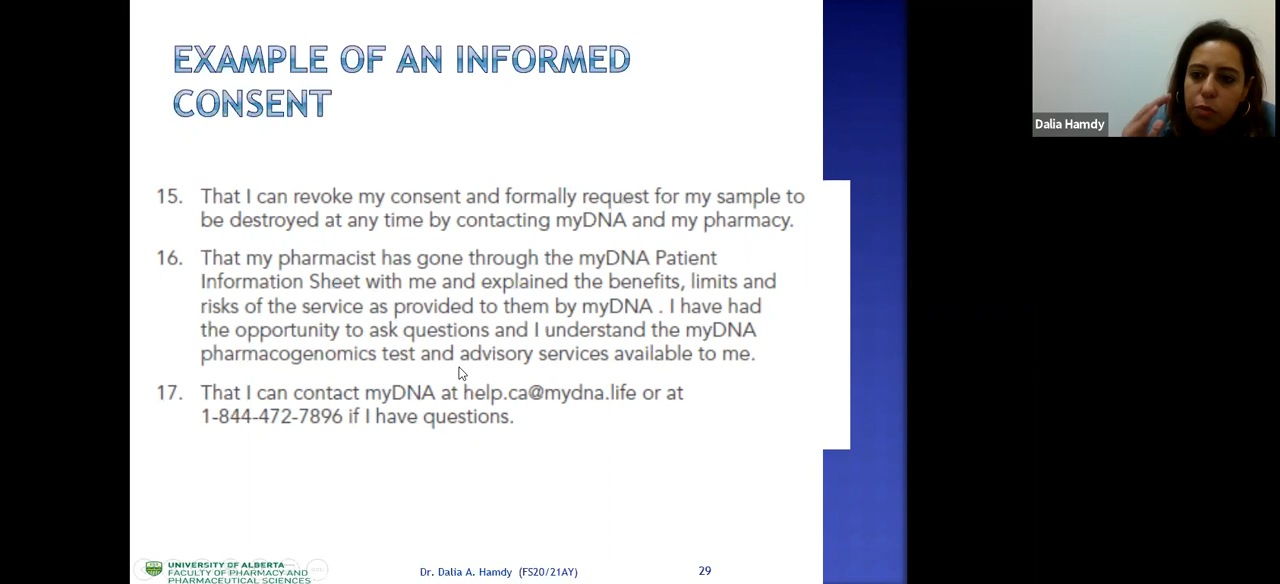 EXAMPLE OF AN INFORMED
CONSENT
Dalia Hamdy
15. That I can revoke my consent and formally request for my sample to
be destroyed at any time by contacting myDNA and my pharmacy.
16. That my pharmacist has gone through the myDNA Patient
Information Sheet with me and explained the benefits, limits and
risks of the service as provided to them by myDNA . I have had
the opportunity to ask questions and I understand the myDNA
pharmacogenomics test and advisory services available to me.
17. That I can contact myDNA at help.ca@mydna.life or at
1-844-472-7896 if I have questions.
UNIVERSITY OF ALBERTA
FACULTY OF PHARMACY AND
PHARMACEUTICAL SCIENCES
Dr. Dalia A. Hamdy (FS20/21AY)
29